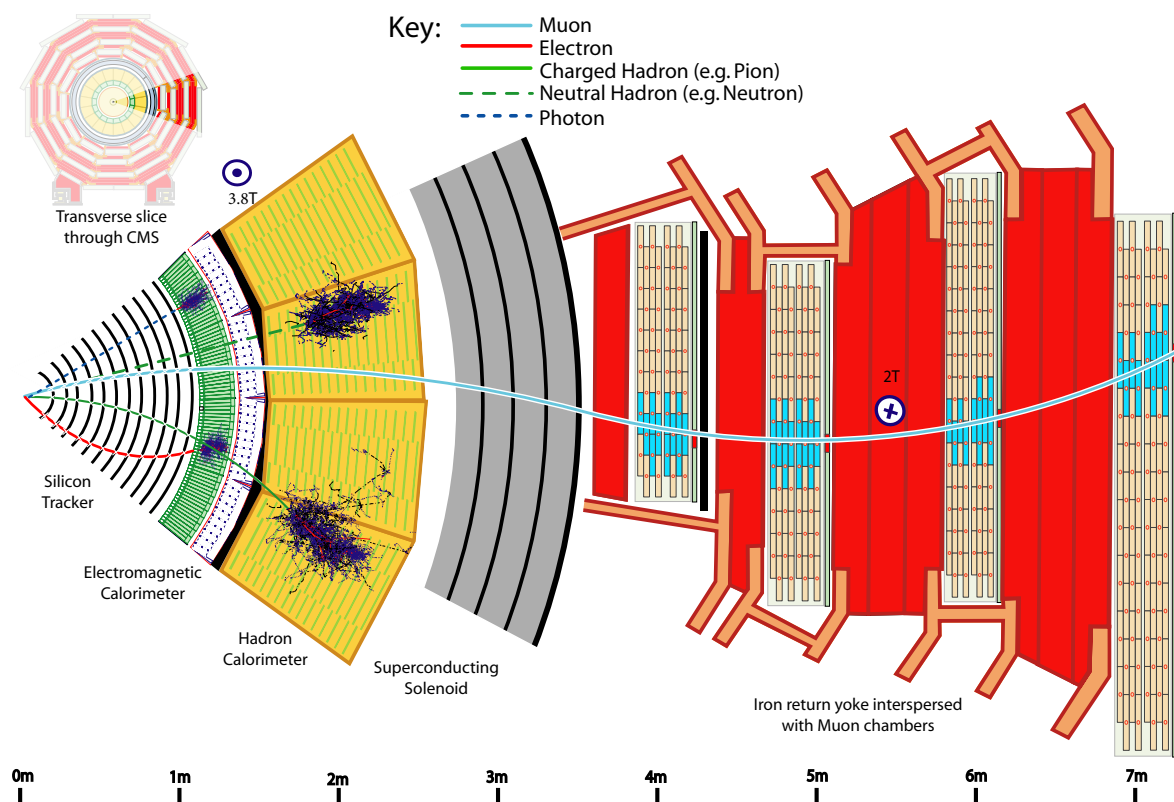 Key:
Muon
Electron
Charged Hadron (e.g. Pion)
Neutral Hadron (e.g. Neutron)
Photon
Transverse slice
through CMS
3.8T
2T
Silicon
Tracker
Electromagnetic
Calorimeter
Hadron
Calorimeter
Superconducting
Solenoid
Iron return yoke interspersed
with Muon chambers
0m 1m 2m 3m 4m 5m 6m 7m